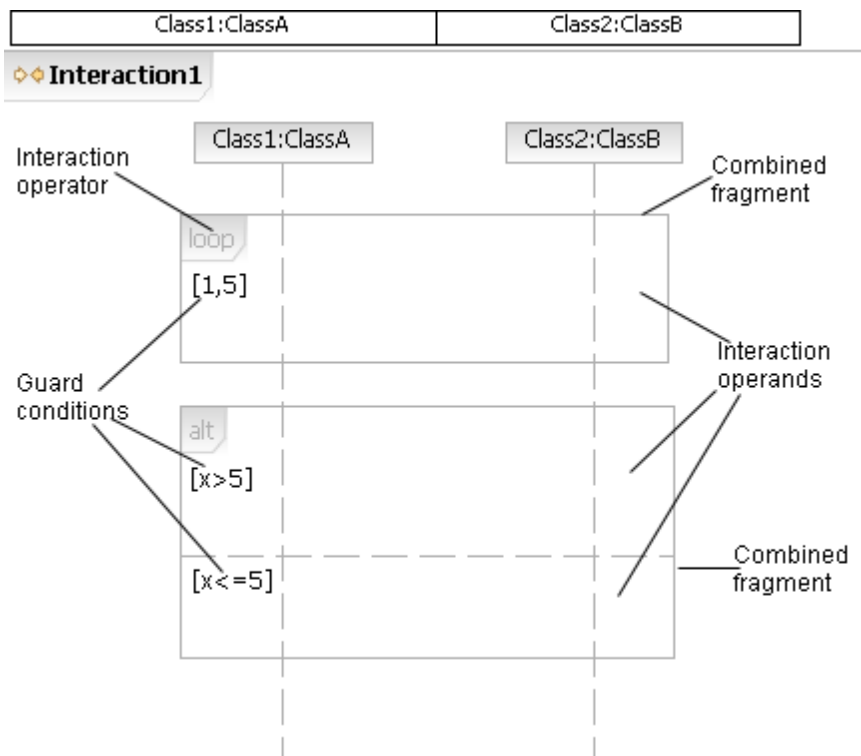 Class1:ClassA Class2:ClassB
Interaction1
Class1:ClassA Class2:ClassB
Interaction
operator
Combined
fragment
loop
[1,5]
Interaction
operands
Guard
conditions
alt
[x>5]
Combined
fragment
[x<=5]